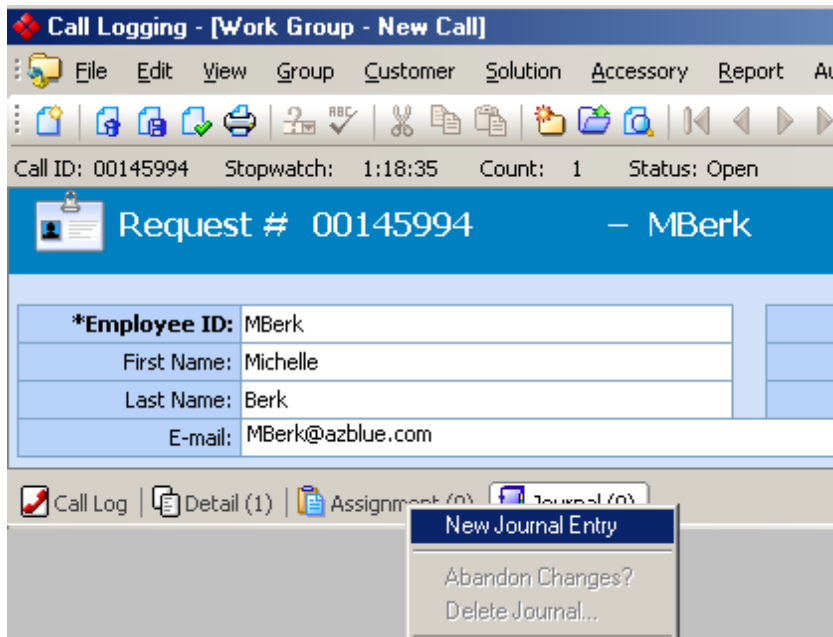 Call Logging - [Work Group - New Call]
File Edit View Group Customer Solution Accessory Report
Call ID: 00145994 Stopwatch: 1:18:35 Count: 1 Status: Open
Request # 00145994 – MBerk
*Employee ID: MBerk
First Name: Michelle
Last Name: Berk
E-mail: MBerk@azblue.com
Call Log Detail (1) Assignment (0) Journal (0)
New Journal Entry
Abandon Changes?
Delete Journal...